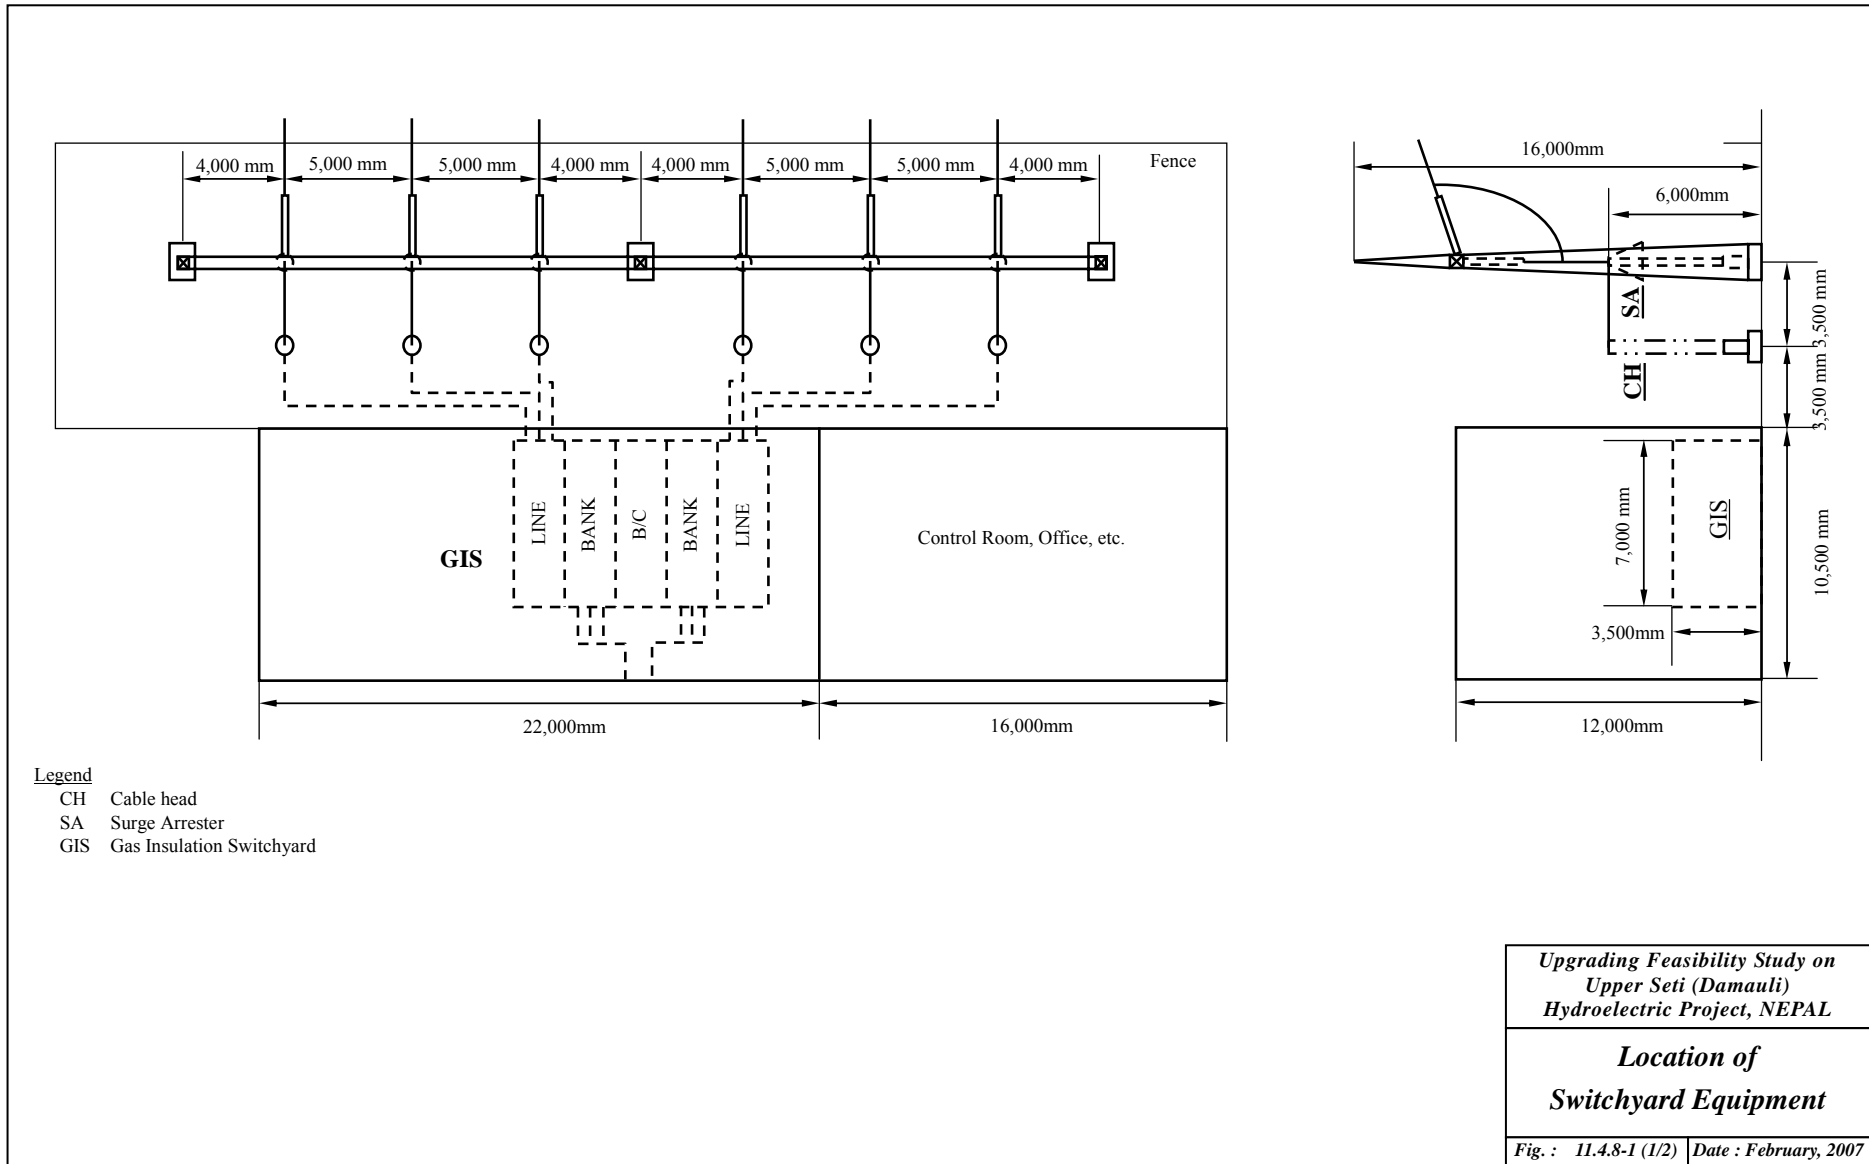 4,000 mm
5,000 mm
5,000 mm
4,000 mm
4,000 mm
5,000 mm
5,000 mm
4,000 mm
Fence
LINE
BANK
B/C
BANK
LINE
GIS
Control Room, Office, etc.
22,000mm
16,000mm
16,000mm
6,000mm
SA
CH
3,500 mm
3,500 mm
GIS
7,000 mm
3,500mm
10,500 mm
12,000mm
Legend
CH Cable head
SA Surge Arrester
GIS Gas Insulation Switchyard
Upgrading Feasibility Study on
Upper Seti (Damauli)
Hydroelectric Project, NEPAL
Location of
Switchyard Equipment
Fig. : 11.4.8-1 (1/2) Date : February, 2007